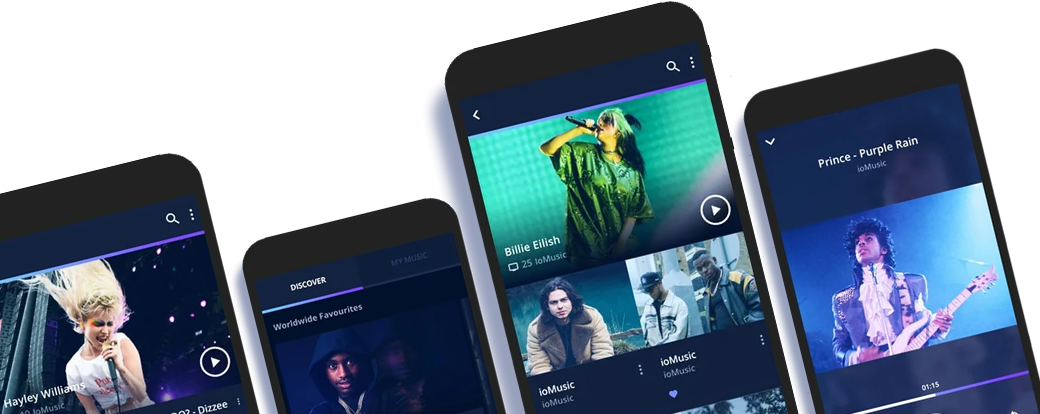 Hayley Williams
10 ioMusic
002 - Dizzee
DISCOVER
MY MUSIC
Worldwide Favourites
Billie Eilish
25 ioMusic
ioMusic
ioMusic
ioMusic
ioMusic
Prince - Purple Rain
ioMusic
01:15